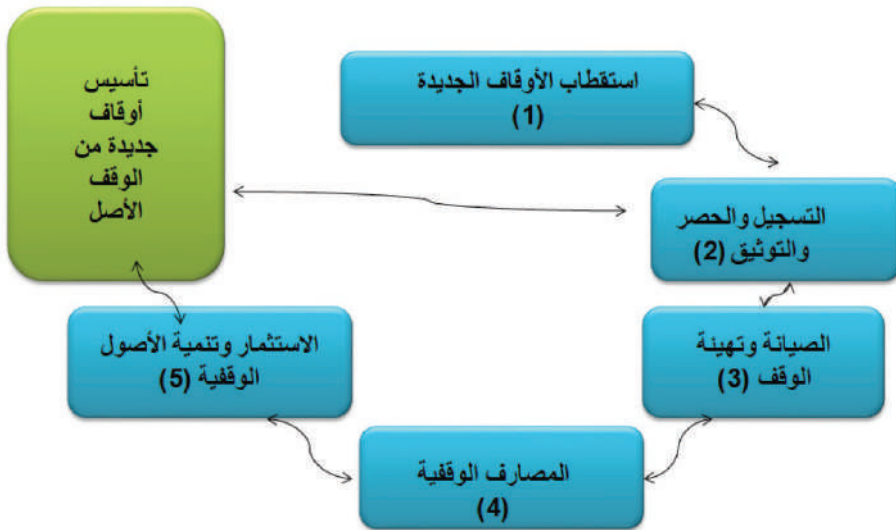 استقطاب الأوقاف الجديدة
(1)
التسجيل والحصر
والتوثيق (2)
الصيانة وتهيئة
الوقف (3)
المصارف الوقفية
(4)
الاستثمار وتنمية الأصول
الوقفية (5)
تأسيس
أوقاف
جديدة من
الوقف
الأصل